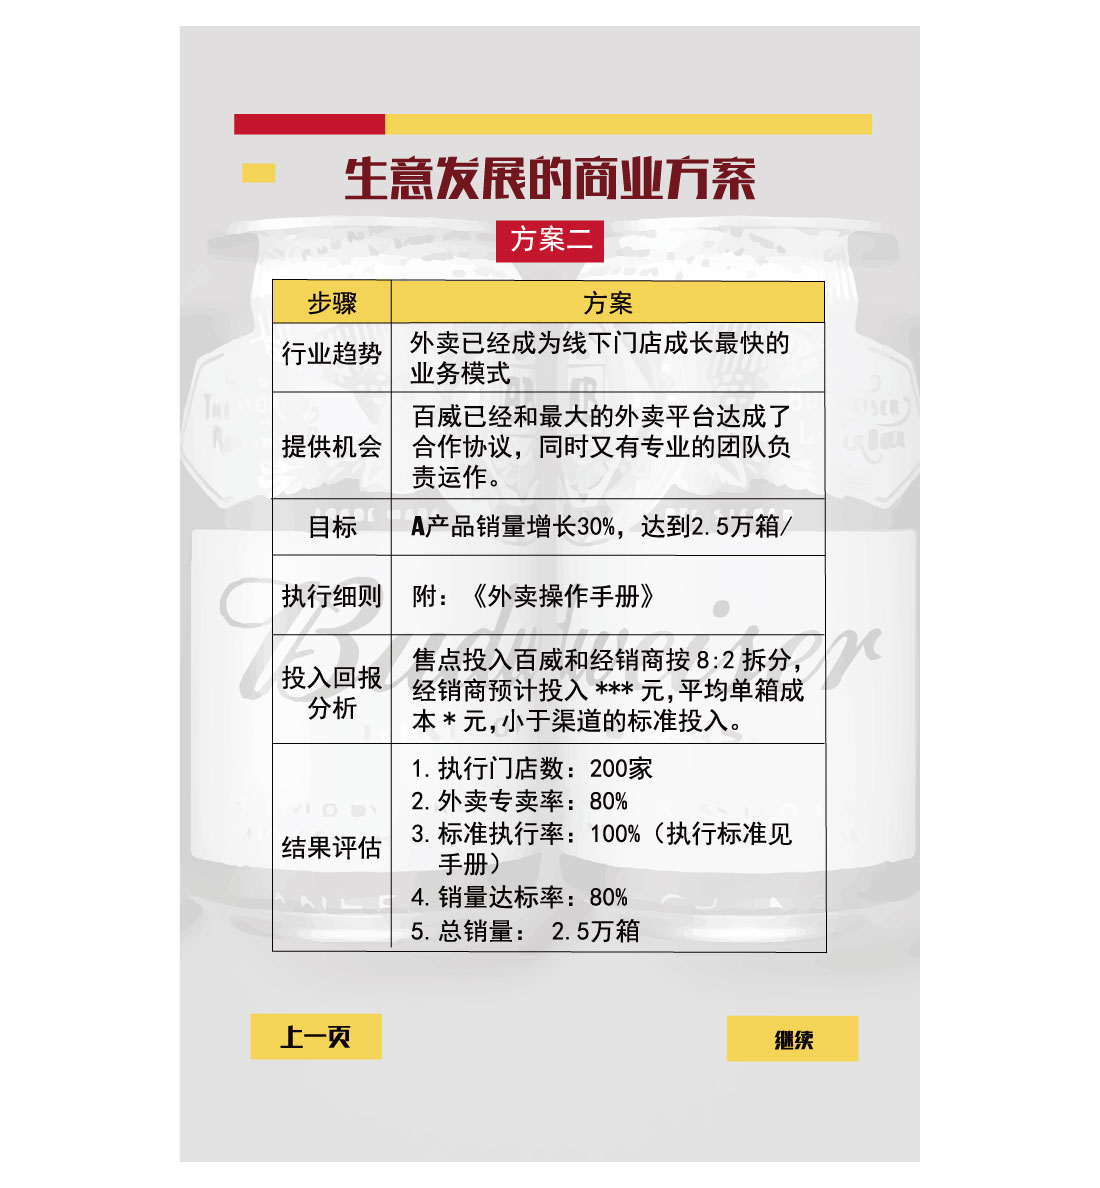 生意发展的商业方案
方案二
步骤 方案
行业趋势
外卖已经成为线下门店成长最快的
业务模式
提供机会
百威已经和最大的外卖平台达成了
合作协议，同时又有专业的团队负
责运作。
目标
A产品销量增长30%，达到2.5万箱/
执行细则
附：《外卖操作手册》
投入回报
分析
售点投入百威和经销商按8:2拆分，
经销商预计投入***元，平均单箱成
本*元，小于渠道的标准投入。
结果评估
1.执行门店数：200家
2.外卖专卖率：80%
3.标准执行率：100%（执行标准见
手册）
4.销量达标率：80%
5.总销量： 2.5万箱
Budweiser
上一页
继续